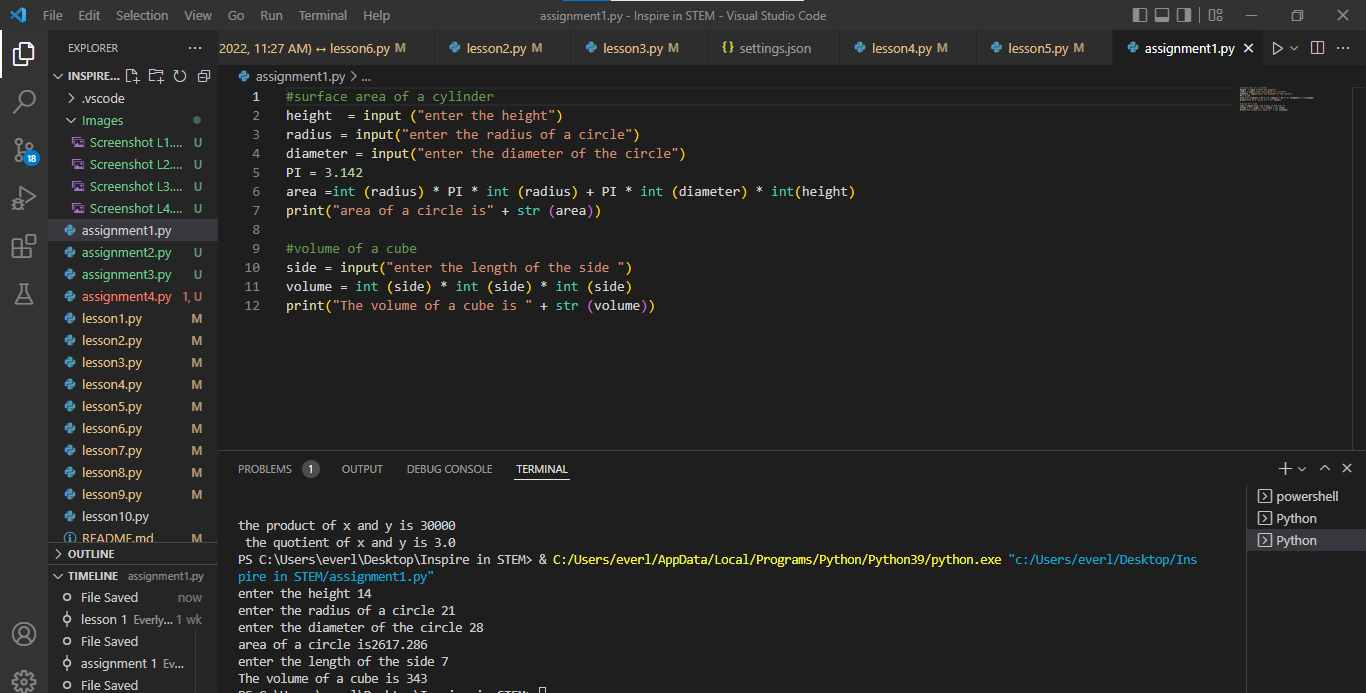 File Edit Selection View Go Run Terminal Help
assignment1.py - Inspire in STEM - Visual Studio Code
EXPLORER
2022, 11:27 AM) ↔ lesson6.py M
lesson2.py M
lesson3.py M
settings.json
lesson4.py M
lesson5.py M
assignment1.py
INSPIRE...
assignment1.py > ...
.vscode
Images
Screenshot L1.... U
Screenshot L2.... U
Screenshot L3.... U
Screenshot L4.... U
assignment1.py
assignment2.py U
assignment3.py U
assignment4.py 1, U
lesson1.py M
lesson2.py M
lesson3.py M
lesson4.py M
lesson5.py M
lesson6.py M
lesson7.py M
lesson8.py M
lesson9.py M
lesson10.py
README.md M
OUTLINE
TIMELINE assignment1.py
File Saved now
lesson 1 Everly... 1 wk
File Saved
assignment 1 Ev...
File Saved
18
1 #surface area of a cylinder
2 height  = input ("enter the height")
3 radius = input("enter the radius of a circle")
4 diameter = input("enter the diameter of the circle")
5 PI = 3.142
6 area =int (radius) * PI * int (radius) + PI * int (diameter) * int(height)
7 print("area of a circle is" + str (area))
8
9 #volume of a cube
10 side = input("enter the length of the side ")
11 volume = int (side) * int (side) * int (side)
12 print("The volume of a cube is " + str (volume))
PROBLEMS 1 OUTPUT DEBUG CONSOLE TERMINAL
the product of x and y is 30000
the quotient of x and y is 3.0
PS C:\Users\everl\Desktop\Inspire in STEM> & C:/Users/everl/AppData/Local/Programs/Python/Python39/python.exe "c:/Users/everl/Desktop/Ins
pire in STEM/assignment1.py"
enter the height 14
enter the radius of a circle 21
enter the diameter of the circle 28
area of a circle is2617.286
enter the length of the side 7
The volume of a cube is 343
PS C:\Users\everl\Desktop\Inspire in STEM>
powershell
Python
Python